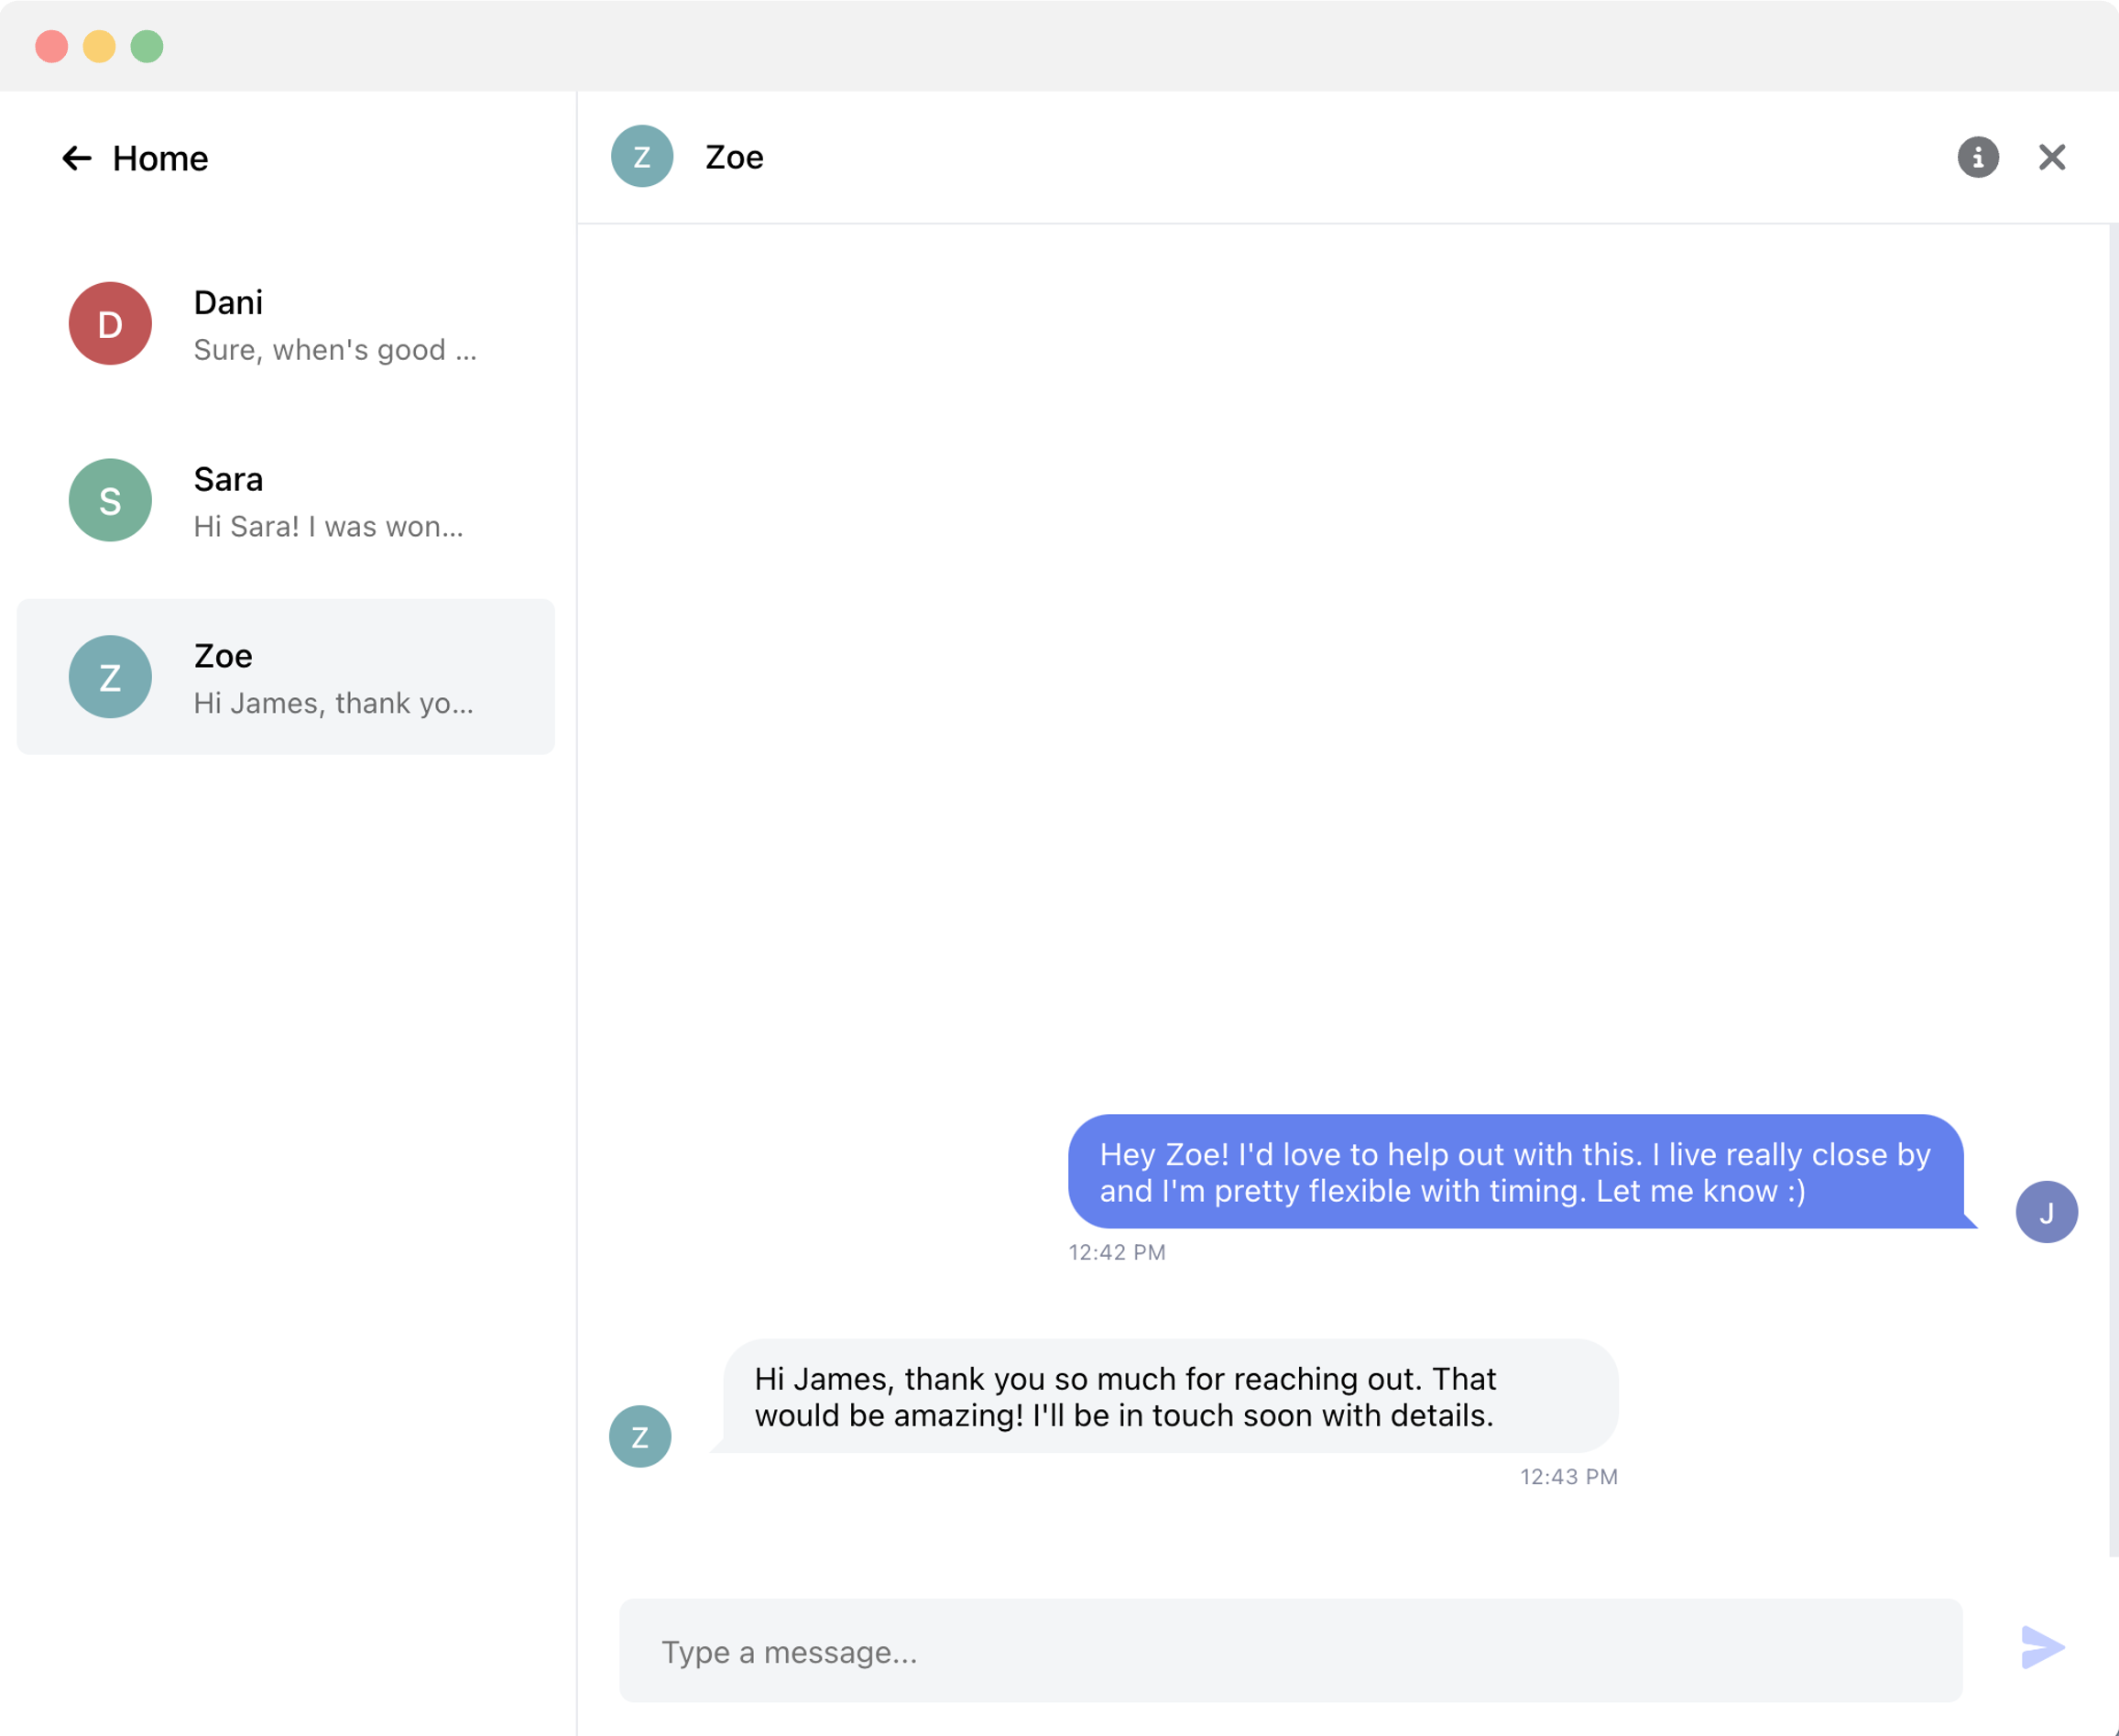 Home
D
Dani
Sure, when's good ...
S
Sara
Hi Sara! I was won...
Z
Zoe
Hi James, thank yo...
Z
Zoe
Hey Zoe! I'd love to help out with this. I live really close by
and I'm pretty flexible with timing. Let me know :)
J
12:42 PM
Hi James, thank you so much for reaching out. That
would be amazing! I'll be in touch soon with details.
Z
12:43 PM
Type a message...